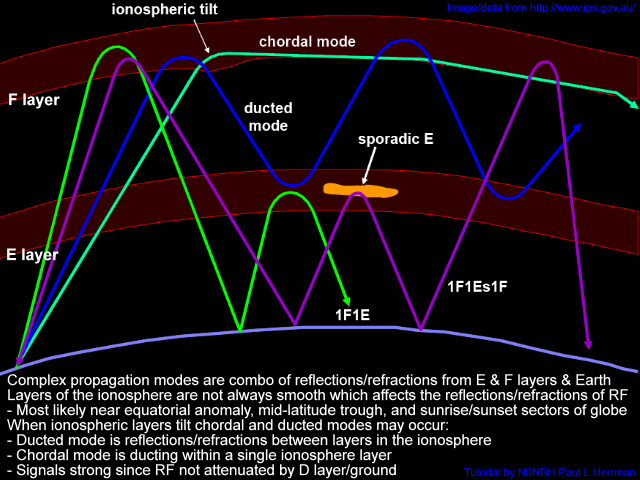 ionospheric tilt
Image/data from http://www.ips.gov.au/
chordal mode
F layer
ducted
mode
sporadic E
E layer
1F1Es1F
1F1E
Complex propagation modes are combo of reflections/refractions from E & F layers & Earth
Layers of the ionosphere are not always smooth which affects the reflections/refractions of RF
- Most likely near equatorial anomaly, mid-latitude trough, and sunrise/sunset sectors of globe
When ionospheric layers tilt chordal and ducted modes may occur:
- Ducted mode is reflections/refractions between layers in the ionosphere
- Chordal mode is ducting within a single ionosphere layer
- Signals strong since RF not attenuated by D layer/ground
Tutorial by N0NBH Paul L Herrman